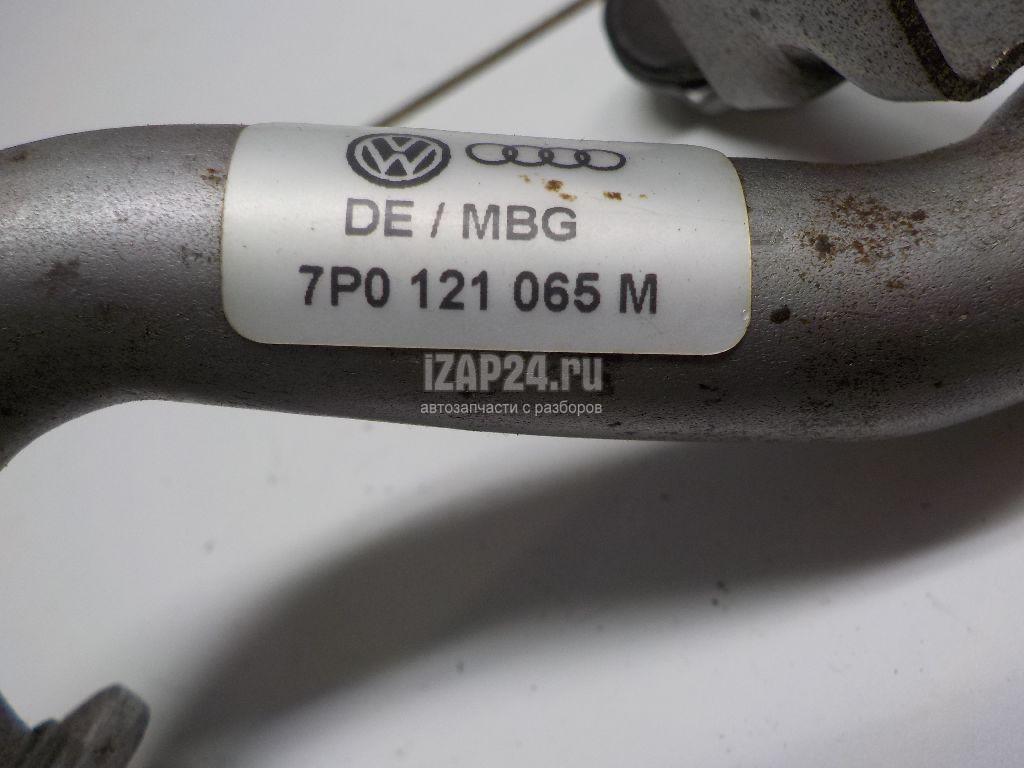 DE / MBG
7P0 121 065 M
iZAP24.ru
автозапчасти с разборов